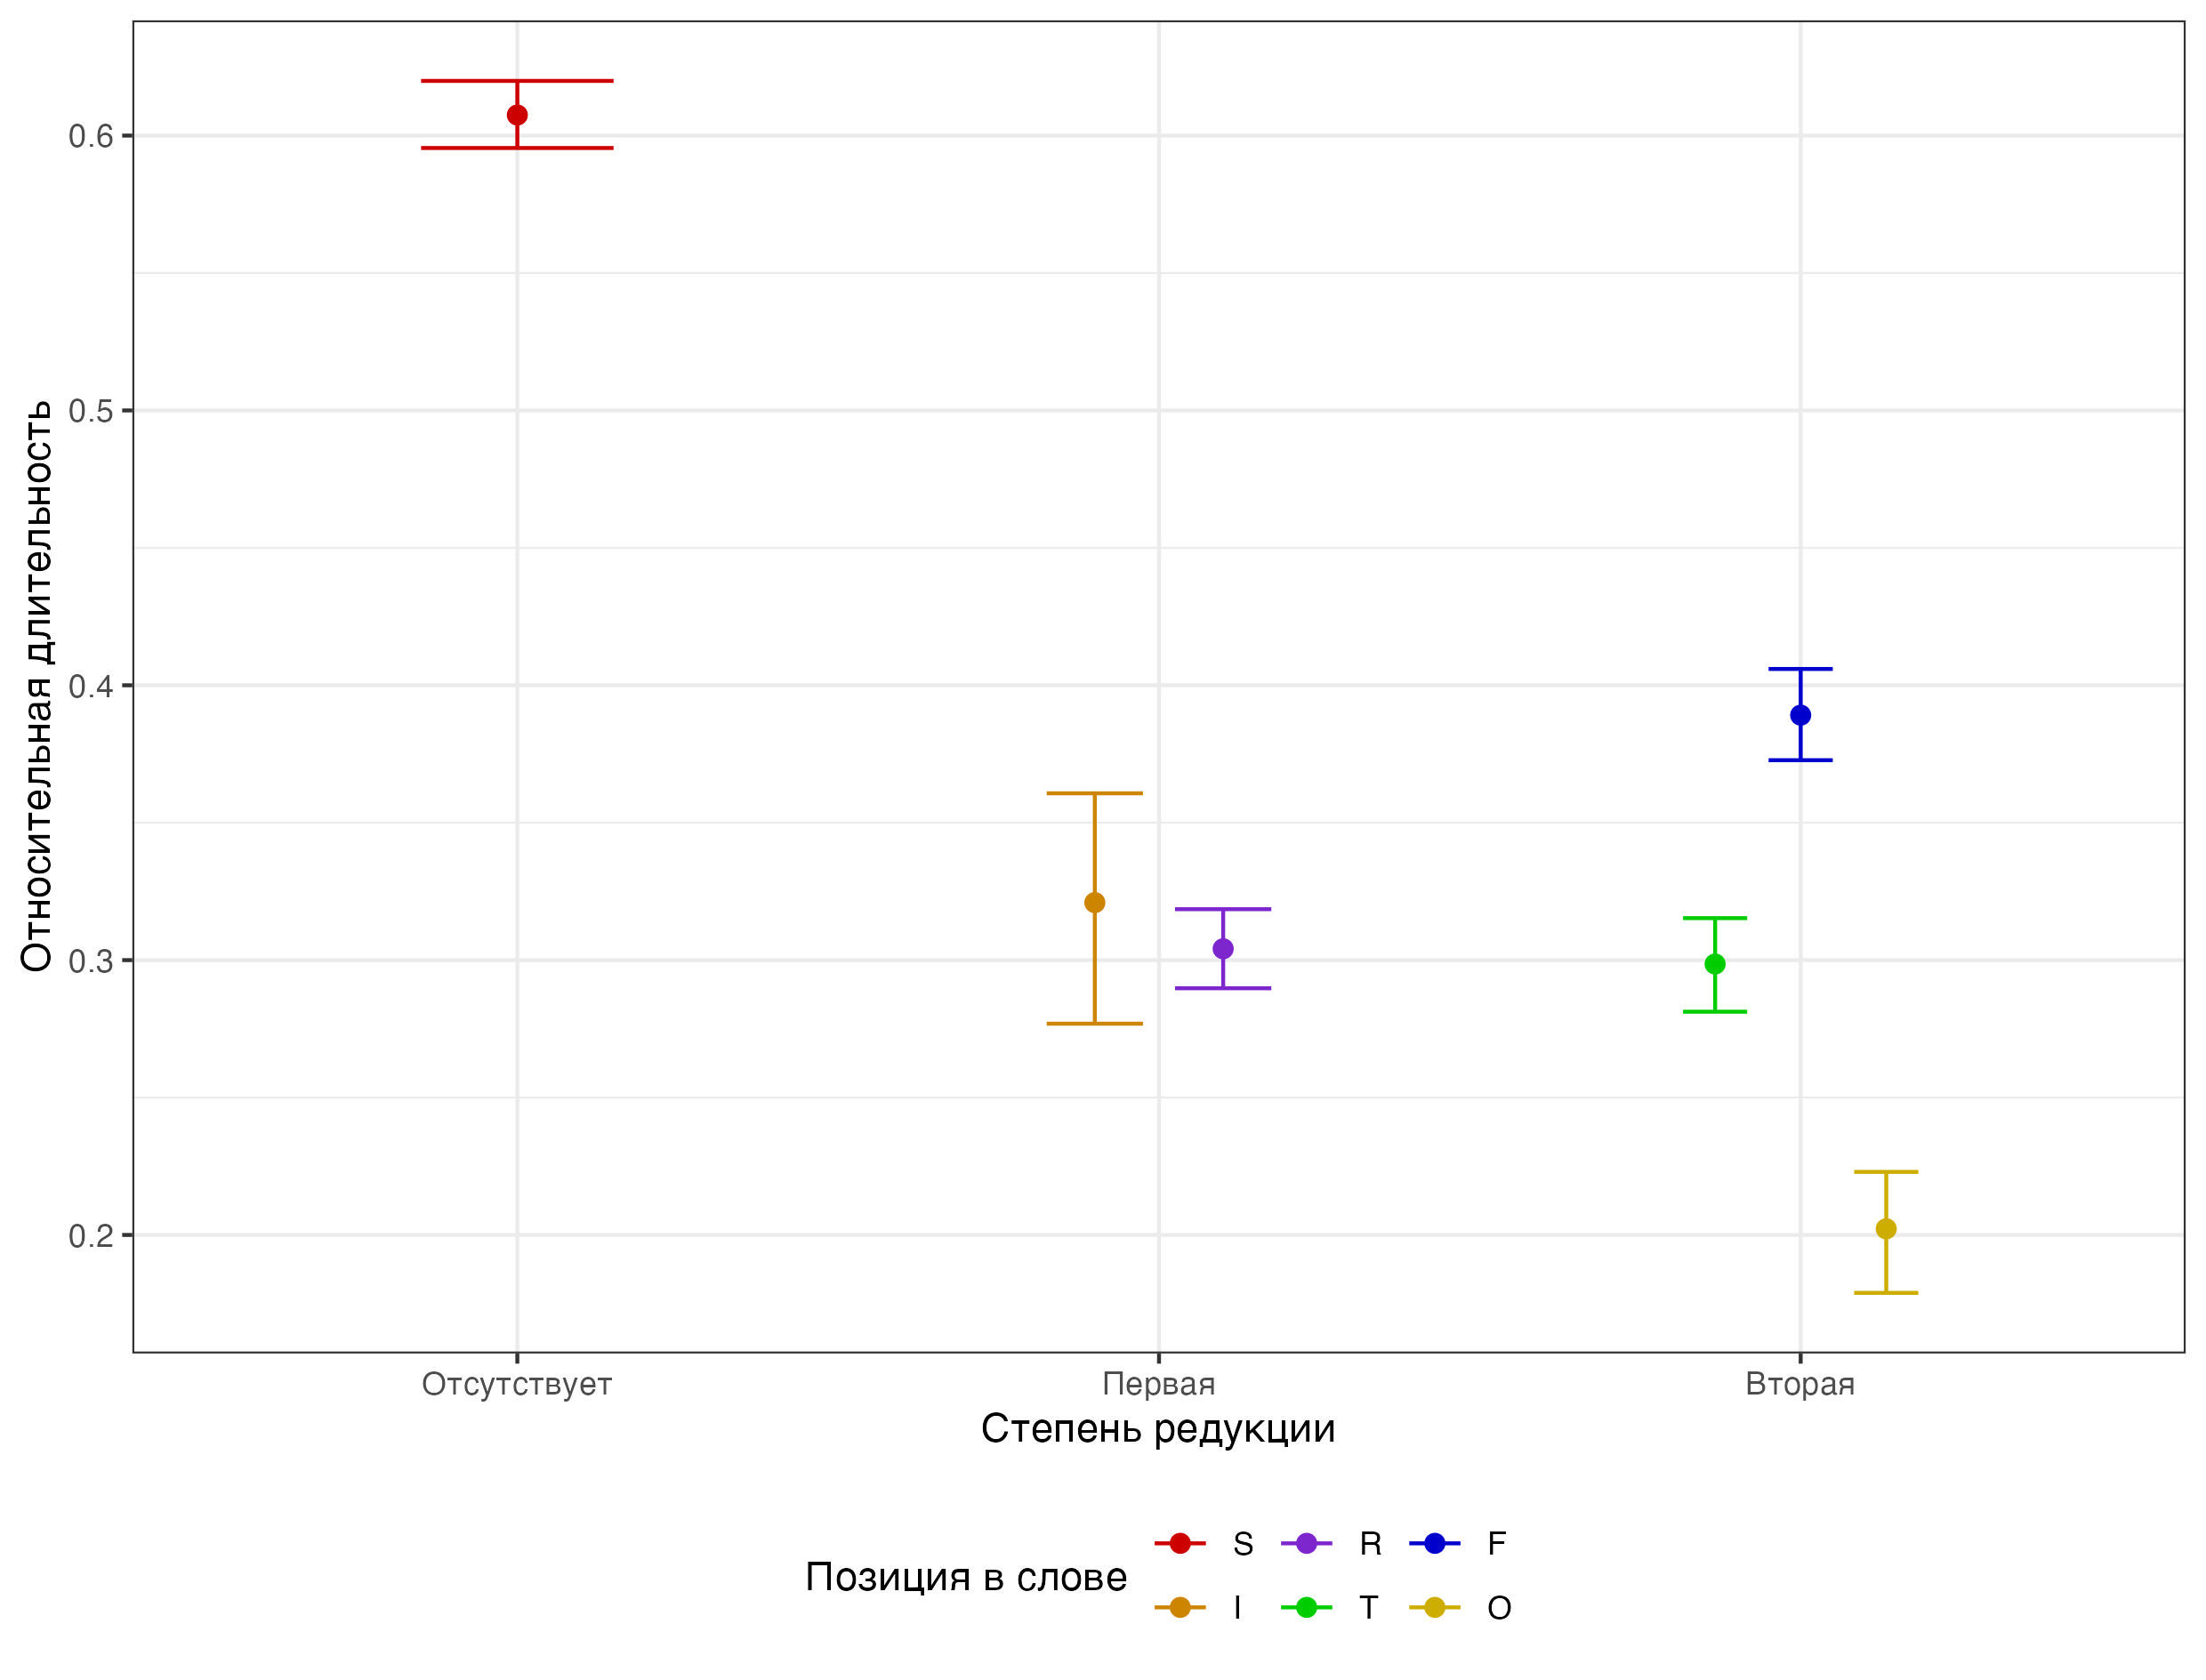 Относительная длительность
0.6
0.5
0.4
0.3
0.2
Отсутствует Первая Вторая
Степень редукции
Позиция в слове
S R F
I T O